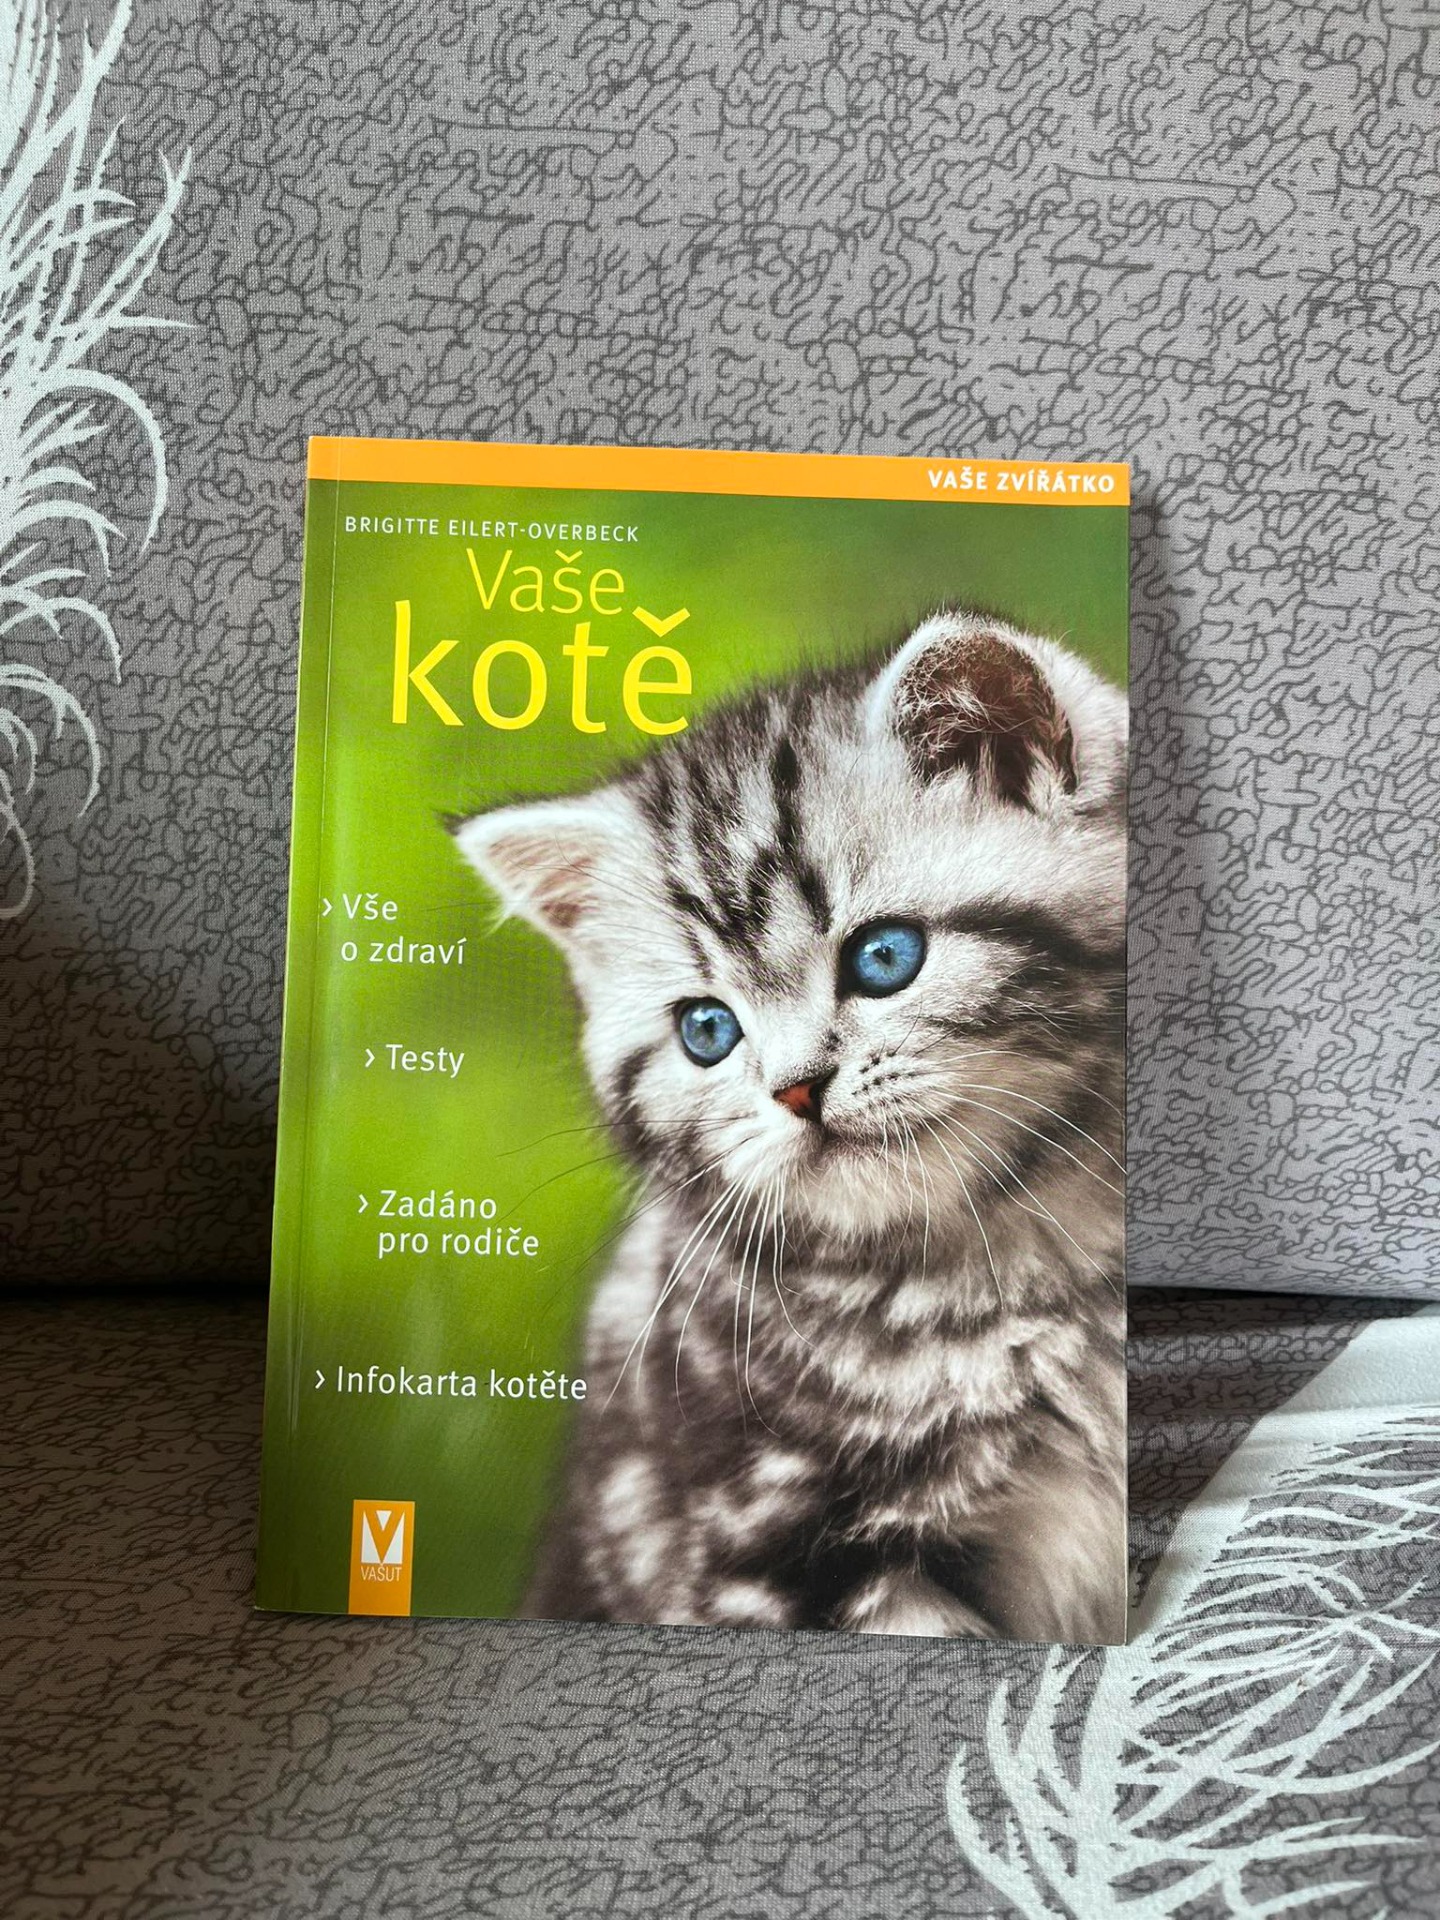 VAŠE ZVÍŘÁTKO
BRIGITTE EILERT-OVERBECK
Vaše
kotě
› Vše
o zdraví
› Testy
› Zadáno
pro rodiče
› Infokarta kotěte
VAŠUT